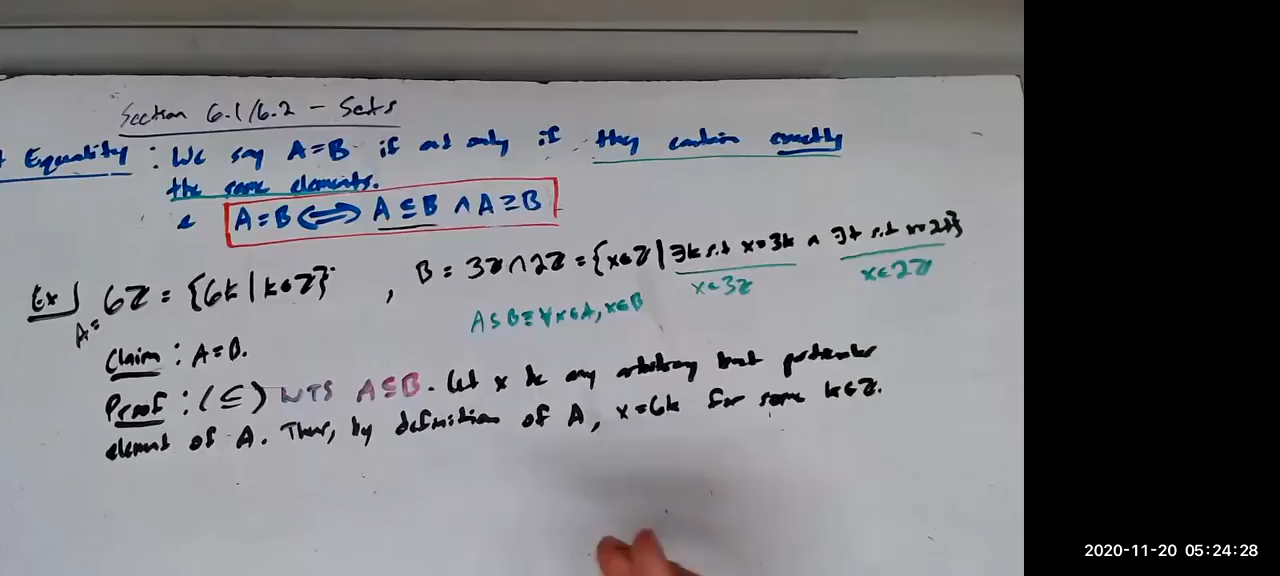 Section 6.1/6.2 - Sets
Equality : We say A=B if and only if they contain exactly
the same elements.
A=B ⟺ A⊆B ∧ A⊇B
Ex] A= 6ℤ = {6k | k∈ℤ} , B = 3ℤ∩2ℤ = {x∈ℤ | ∃k s.t x=3k ∧ ∃t s.t x=2t}
x∈3ℤ x∈2ℤ
A⊆B≡∀x∈A, x∈B
Claim : A=B.
Proof : (⊆) WTS A⊆B. Let x be any arbitrary but particular
element of A. Then, by definition of A, x=6k for some k∈ℤ.
2020-11-20 05:24:28